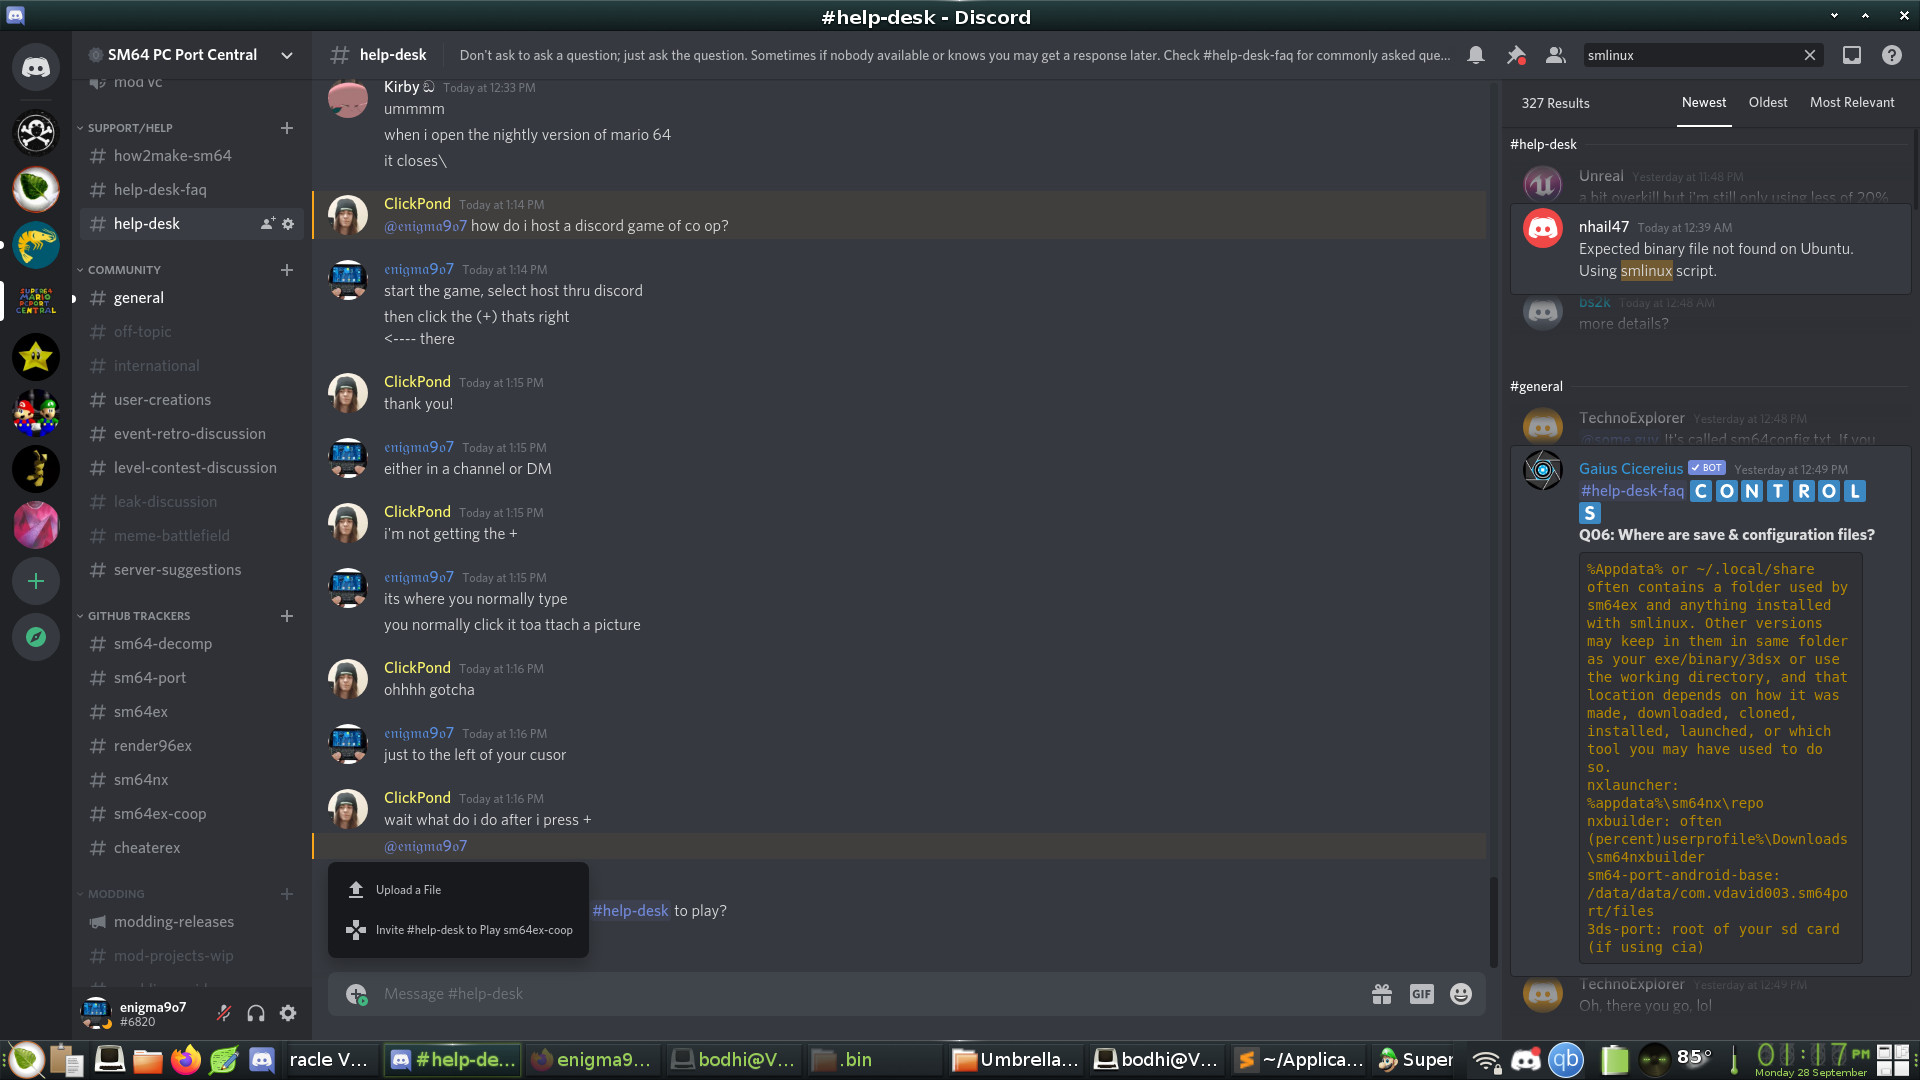 #help-desk - Discord
SM64 PC Port Central
mod vc
SUPPORT/HELP
how2make-sm64
help-desk-faq
help-desk
COMMUNITY
general
off-topic
international
user-creations
event-retro-discussion
level-contest-discussion
leak-discussion
meme-battlefield
server-suggestions
GITHUB TRACKERS
sm64-decomp
sm64-port
sm64ex
render96ex
sm64nx
sm64ex-coop
cheaterex
MODDING
modding-releases
mod-projects-wip
enigma9o7
#6820
help-desk
Don't ask to ask a question; just ask the question. Sometimes if nobody available or knows you may get a response later. Check #help-desk-faq for commonly asked que...
Kirby Today at 12:33 PM
ummmm
when i open the nightly version of mario 64
it closes\
ClickPond Today at 1:14 PM
@enigma9o7 how do i host a discord game of co op?
enigma9o7 Today at 1:14 PM
start the game, select host thru discord
then click the (+) thats right
<---- there
ClickPond Today at 1:15 PM
thank you!
enigma9o7 Today at 1:15 PM
either in a channel or DM
ClickPond Today at 1:15 PM
i'm not getting the +
enigma9o7 Today at 1:15 PM
its where you normally type
you normally click it toa ttach a picture
ClickPond Today at 1:16 PM
ohhhh gotcha
enigma9o7 Today at 1:16 PM
just to the left of your cusor
ClickPond Today at 1:16 PM
wait what do i do after i press +
@enigma9o7
Upload a File
Invite #help-desk to Play sm64ex-coop
#help-desk to play?
Message #help-desk
GIF
smlinux
327 Results
Newest
Oldest
Most Relevant
#help-desk
Unreal Yesterday at 11:48 PM
a bit overkill but i'm still only using less of 20%
nhail47 Today at 12:39 AM
Expected binary file not found on Ubuntu.
Using smlinux script.
bs2k Today at 12:48 AM
more details?
#general
TechnoExplorer Yesterday at 12:48 PM
@some guy It's called sm64config.txt. If you
Gaius Cicereius ✔ BOT Yesterday at 12:49 PM
#help-desk-faq C O N T R O L
S
Q06: Where are save & configuration files?
%Appdata% or ~/.local/share
often contains a folder used by
sm64ex and anything installed
with smlinux. Other versions
may keep in them in same folder
as your exe/binary/3dsx or use
the working directory, and that
location depends on how it was
made, downloaded, cloned,
installed, launched, or which
tool you may have used to do
so.
nxlauncher:
%appdata%\sm64nx\repo
nxbuilder: often
(percent)userprofile%\Downloads
\sm64nxbuilder
sm64-port-android-base:
/data/data/com.vdavid003.sm64po
rt/files
3ds-port: root of your sd card
(if using cia)
TechnoExplorer Yesterday at 12:49 PM
Oh, there you go, lol
racle V...
#help-de...
enigma9...
bodhi@V...
.bin
Umbrella...
bodhi@V...
~/Applica...
Super
qb
85°
01:17 PM
Monday 28 September